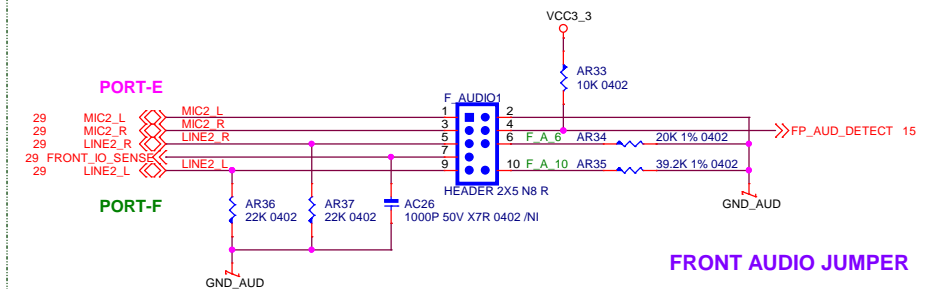 VCC3_3
AR33
10K 0402
PORT-E
F_AUDIO1
29 MIC2_L MIC2_L 1 2
29 MIC2_R MIC2_R 3 4 FP_AUD_DETECT 15
29 LINE2_R LINE2_R 5 6 F_A_6 AR34 20K 1% 0402
29 FRONT_IO_SENSE 7
29 LINE2_L LINE2_L 9 10 F_A_10 AR35 39.2K 1% 0402
PORT-F
HEADER 2X5 N8 R
AR36
22K 0402
AR37
22K 0402
AC26
1000P 50V X7R 0402 /NI
GND_AUD
GND_AUD
FRONT AUDIO JUMPER